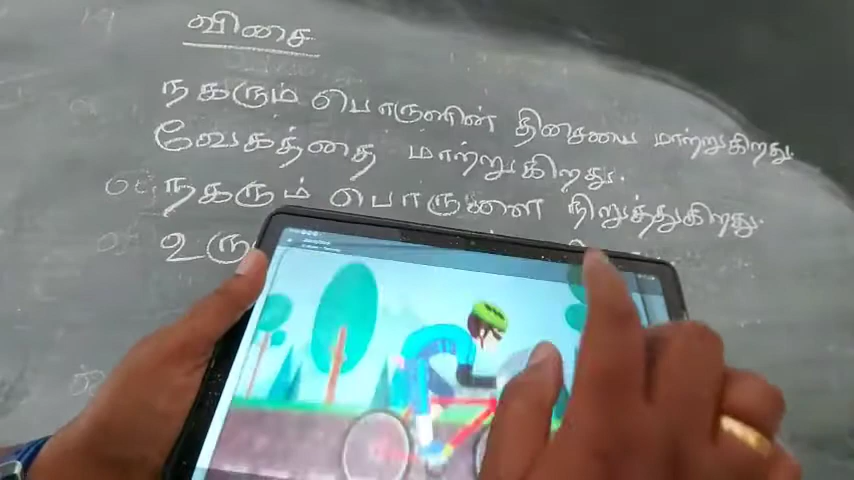 விசை
நகரும் பொருளின் திசையை மாற்றுகிறது
வேகத்தை மாற்றுகிறது.
நகரும் பொருளை நிறுத்துகிறது.